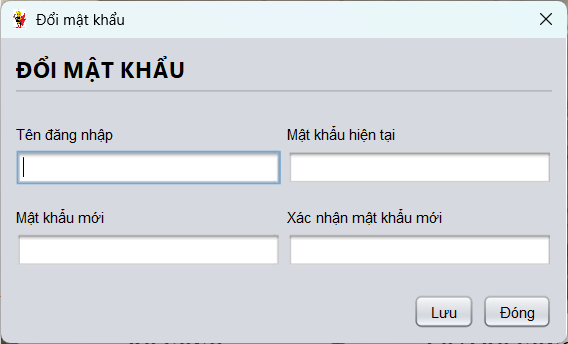 Đổi mật khẩu
ĐỔI MẬT KHẨU
Tên đăng nhập
Mật khẩu hiện tại
Mật khẩu mới
Xác nhận mật khẩu mới
Lưu
Đóng